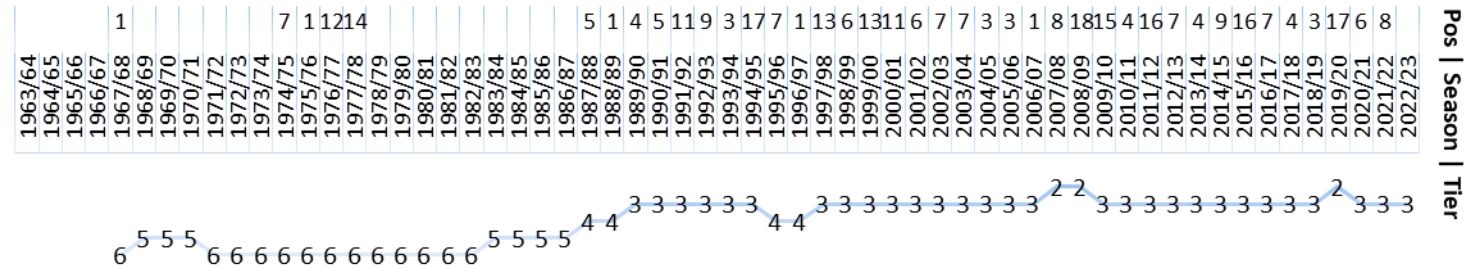 1 7 1 12 14 5 1 4 5 11 9 3 17 7 1 13 6 13 11 6 7 7 3 3 1 8 18 15 4 16 7 4 9 16 7 4 3 17 6 8
1963/64 1964/65 1965/66 1966/67 1967/68 1968/69 1969/70 1970/71 1971/72 1972/73 1973/74 1974/75 1975/76 1976/77 1977/78 1978/79 1979/80 1980/81 1981/82 1982/83 1983/84 1984/85 1985/86 1986/87 1987/88 1988/89 1989/90 1990/91 1991/92 1992/93 1993/94 1994/95 1995/96 1996/97 1997/98 1998/99 1999/00 2000/01 2001/02 2002/03 2003/04 2004/05 2005/06 2006/07 2007/08 2008/09 2009/10 2010/11 2011/12 2012/13 2013/14 2014/15 2015/16 2016/17 2017/18 2018/19 2019/20 2020/21 2021/22 2022/23
6 5 5 5 6 6 6 6 6 6 6 6 6 6 6 6 5 5 5 5 4 4 3 3 3 3 3 3 4 4 3 3 3 3 3 3 3 3 3 3 2 2 3 3 3 3 3 3 3 3 3 3 2 3 3 3
Pos | Season | Tier